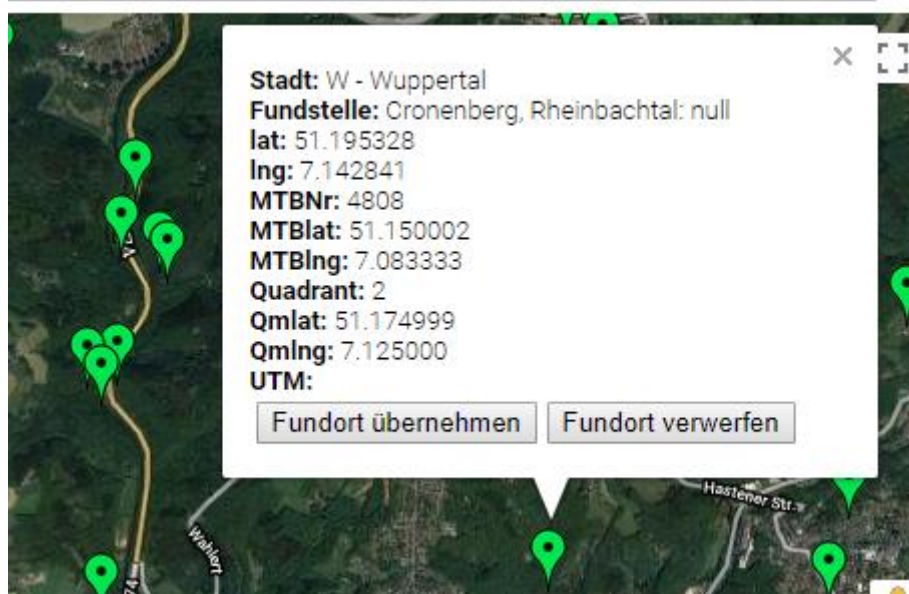 Stadt: W - Wuppertal
Fundstelle: Cronenberg, Rheinbachtal: null
lat: 51.195328
lng: 7.142841
MTBNr: 4808
MTBlat: 51.150002
MTBlng: 7.083333
Quadrant: 2
Qmlat: 51.174999
Qmlng: 7.125000
UTM:
Fundort übernehmen Fundort verwerfen
Hastener Str.
Wahlert
74